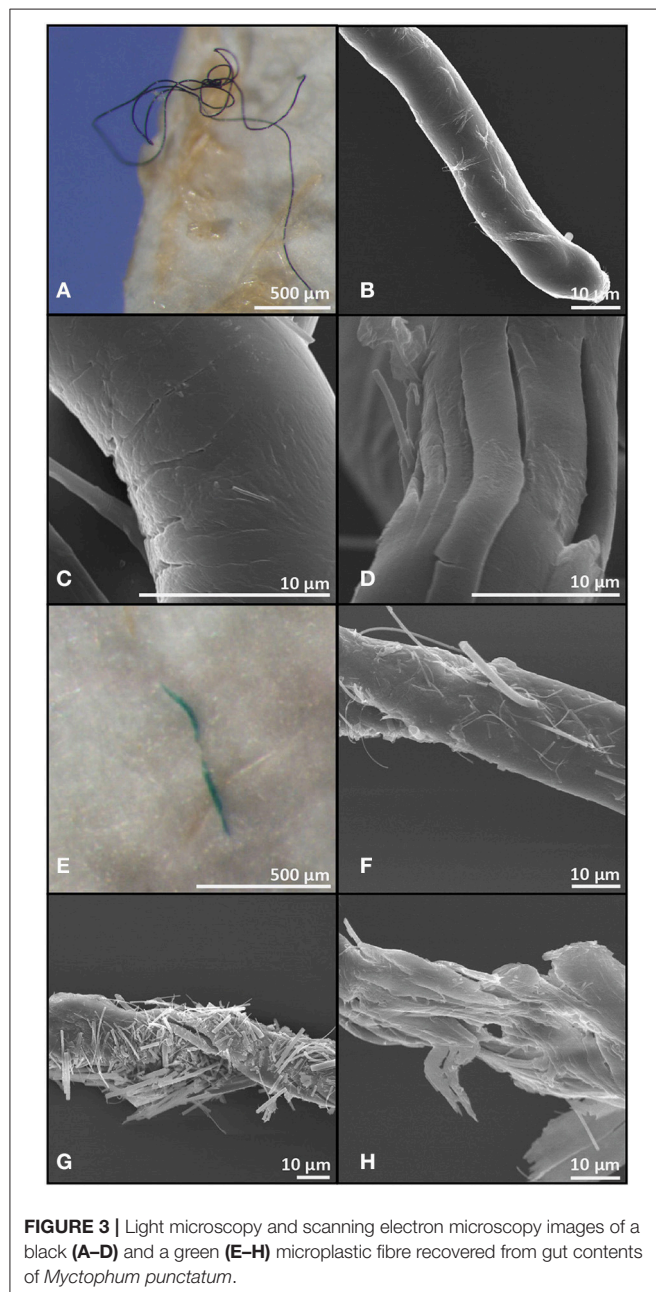 A
500 µm
B
10 µm
C
10 µm
D
10 µm
E
500 µm
F
10 µm
G
10 µm
H
10 µm
FIGURE 3 | Light microscopy and scanning electron microscopy images of a
black (A–D) and a green (E–H) microplastic fibre recovered from gut contents
of Myctophum punctatum.